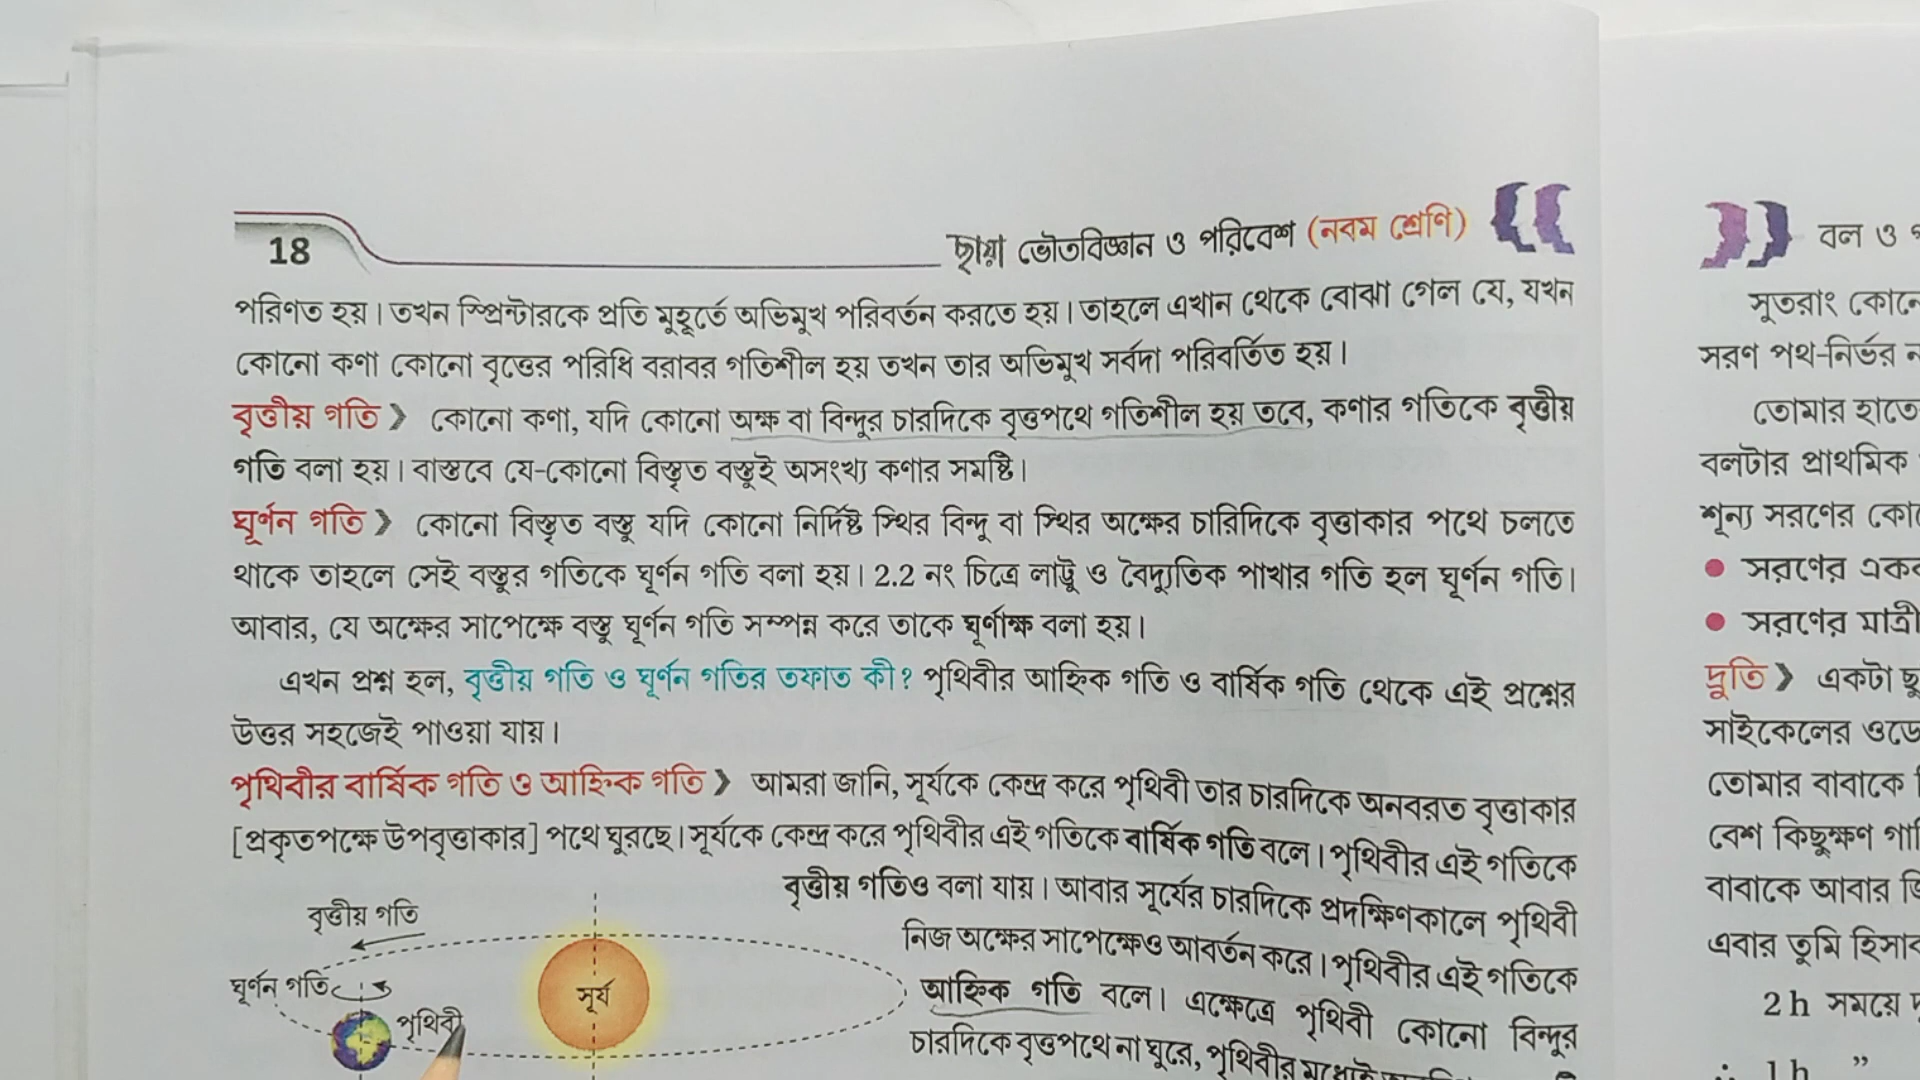 18
ছায়া ভৌতবিজ্ঞান ও পরিবেশ (নবম শ্রেণি)
পরিণত হয়। তখন স্প্রিন্টারকে প্রতি মুহূর্তে অভিমুখ পরিবর্তন করতে হয়। তাহলে এখান থেকে বোঝা গেল যে, যখন
কোনো কণা কোনো বৃত্তের পরিধি বরাবর গতিশীল হয় তখন তার অভিমুখ সর্বদা পরিবর্তিত হয়।
বৃত্তীয় গতি❯ কোনো কণা, যদি কোনো অক্ষ বা বিন্দুর চারদিকে বৃত্তপথে গতিশীল হয় তবে, কণার গতিকে বৃত্তীয়
গতি বলা হয়। বাস্তবে যে-কোনো বিস্তৃত বস্তুই অসংখ্য কণার সমষ্টি।
ঘূর্ণন গতি❯ কোনো বিস্তৃত বস্তু যদি কোনো নির্দিষ্ট স্থির বিন্দু বা স্থির অক্ষের চারিদিকে বৃত্তাকার পথে চলতে
থাকে তাহলে সেই বস্তুর গতিকে ঘূর্ণন গতি বলা হয়। 2.2 নং চিত্রে লাট্টু ও বৈদ্যুতিক পাখার গতি হল ঘূর্ণন গতি।
আবার, যে অক্ষের সাপেক্ষে বস্তু ঘূর্ণন গতি সম্পন্ন করে তাকে ঘূর্ণাক্ষ বলা হয়।
এখন প্রশ্ন হল, বৃত্তীয় গতি ও ঘূর্ণন গতির তফাত কী? পৃথিবীর আহ্নিক গতি ও বার্ষিক গতি থেকে এই প্রশ্নের
উত্তর সহজেই পাওয়া যায়।
পৃথিবীর বার্ষিক গতি ও আহ্নিক গতি❯ আমরা জানি, সূর্যকে কেন্দ্র করে পৃথিবী তার চারদিকে অনবরত বৃত্তাকার
[প্রকৃতপক্ষে উপবৃত্তাকার] পথে ঘুরছে। সূর্যকে কেন্দ্র করে পৃথিবীর এই গতিকে বার্ষিক গতি বলে। পৃথিবীর এই গতিকে
বৃত্তীয় গতিও বলা যায়। আবার সূর্যের চারদিকে প্রদক্ষিণকালে পৃথিবী
নিজ অক্ষের সাপেক্ষেও আবর্তন করে। পৃথিবীর এই গতিকে
আহ্নিক গতি বলে। এক্ষেত্রে পৃথিবী কোনো বিন্দুর
চারদিকে বৃত্তপথে না ঘুরে, পৃথিবীর মধ্যেই
বৃত্তীয় গতি
ঘূর্ণন গতি
সূর্য
পৃথিবী
বল ও
সুতরাং
সরণ পথ-নির্ভর
তোমার হাতে
বলটার প্রাথমিক
শূন্য সরণের
● সরণের
● সরণের
দ্রুতি❯ একটা
সাইকেলের
তোমার বাবাকে
বেশ কিছুক্ষণ
বাবাকে আবার
এবার তুমি
2 h সময়ে
∴ 1 h ”